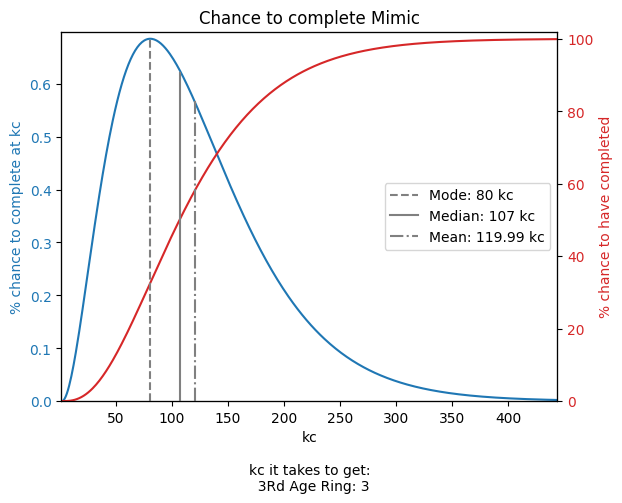 Chance to complete Mimic
% chance to complete at kc
0.6
0.5
0.4
0.3
0.2
0.1
0.0
Mode: 80 kc
Median: 107 kc
Mean: 119.99 kc
100
80
60
40
20
0
% chance to have completed
50 100 150 200 250 300 350 400
kc
kc it takes to get:
3Rd Age Ring: 3